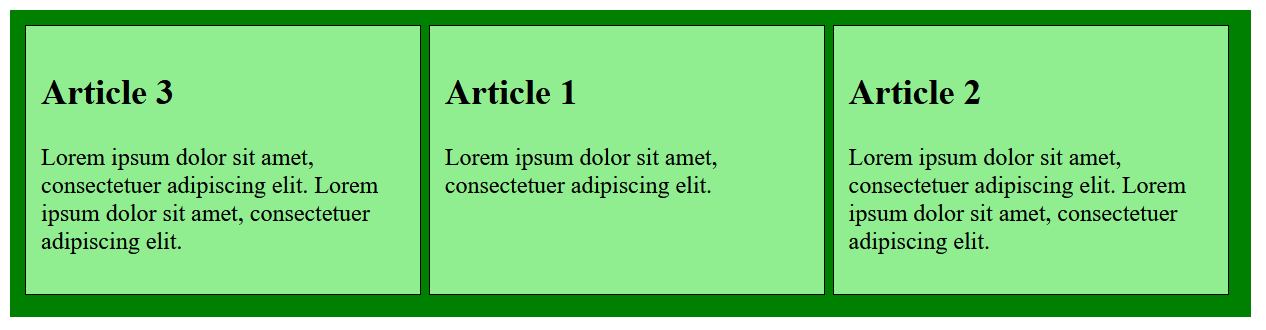 Article 3
Lorem ipsum dolor sit amet,
consectetuer adipiscing elit. Lorem
ipsum dolor sit amet, consectetuer
adipiscing elit.
Article 1
Lorem ipsum dolor sit amet,
consectetuer adipiscing elit.
Article 2
Lorem ipsum dolor sit amet,
consectetuer adipiscing elit. Lorem
ipsum dolor sit amet, consectetuer
adipiscing elit.